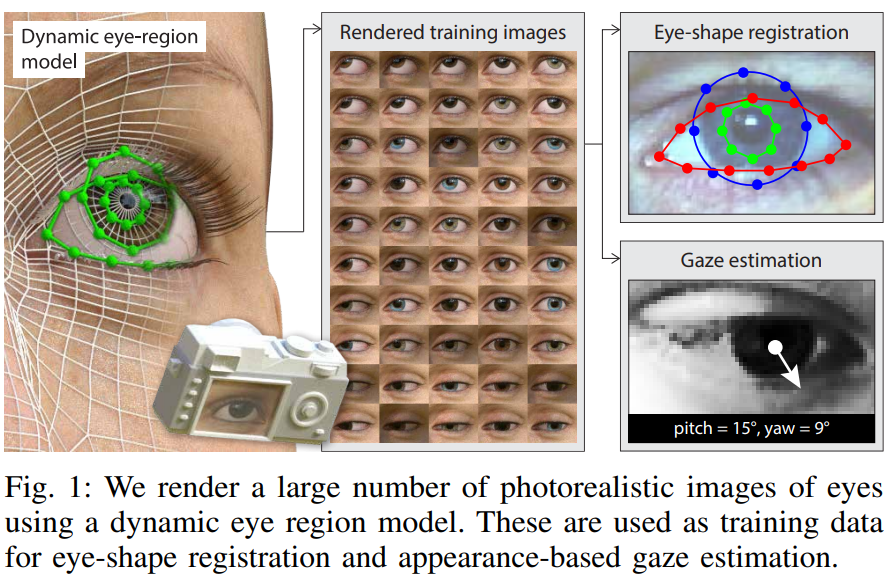 Dynamic eye-region
model
Rendered training images
Eye-shape registration
Gaze estimation
pitch = 15°, yaw = 9°
Fig. 1: We render a large number of photorealistic images of eyes
using a dynamic eye region model. These are used as training data
for eye-shape registration and appearance-based gaze estimation.